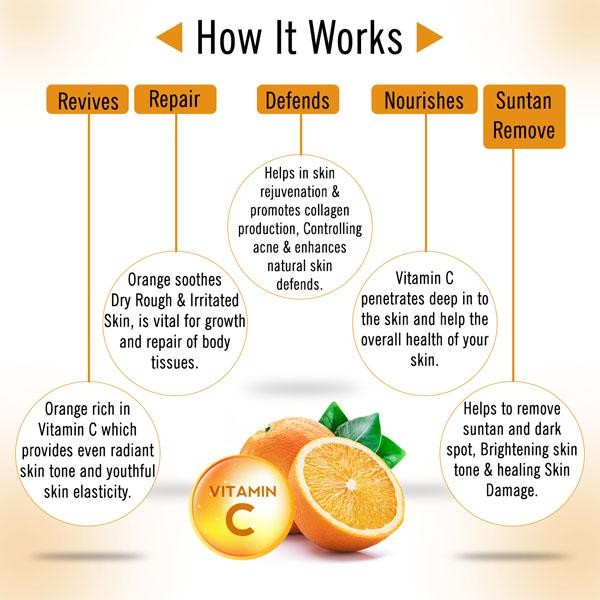 How It Works
Revives
Repair
Defends
Nourishes
Suntan
Remove
Helps in skin
rejuvenation &
promotes collagen
production, Controlling
acne & enhances
natural skin
defends.
Orange soothes
Dry Rough & Irritated
Skin, is vital for growth
and repair of body
tissues.
Vitamin C
penetrates deep in to
the skin and help the
overall health of your
skin.
Orange rich in
Vitamin C which
provides even radiant
skin tone and youthful
skin elasticity.
Helps to remove
suntan and dark
spot, Brightening skin
tone & healing Skin
Damage.
VITAMIN
C